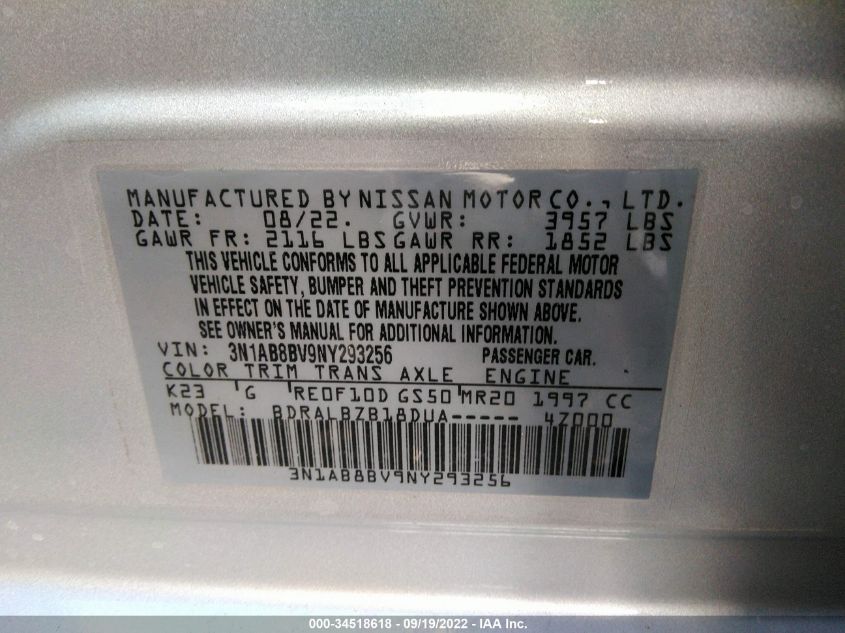 MANUFACTURED BY NISSAN MOTOR CO., LTD.
DATE: 08/22. GVWR: 3957 LBS
GAWR FR: 2116 LBS GAWR RR: 1852 LBS
THIS VEHICLE CONFORMS TO ALL APPLICABLE FEDERAL MOTOR
VEHICLE SAFETY, BUMPER AND THEFT PREVENTION STANDARDS
IN EFFECT ON THE DATE OF MANUFACTURE SHOWN ABOVE.
SEE OWNER'S MANUAL FOR ADDITIONAL INFORMATION.
VIN: 3N1AB8BV9NY293256 PASSENGER CAR.
COLOR TRIM TRANS AXLE ENGINE
K23 G RE0F10D GS50 MR20 1997 CC
MODEL: BDRALBZB18DUA----- 4Z000
3N1AB8BV9NY293256
000-34518618 - 09/19/2022 - IAA Inc.